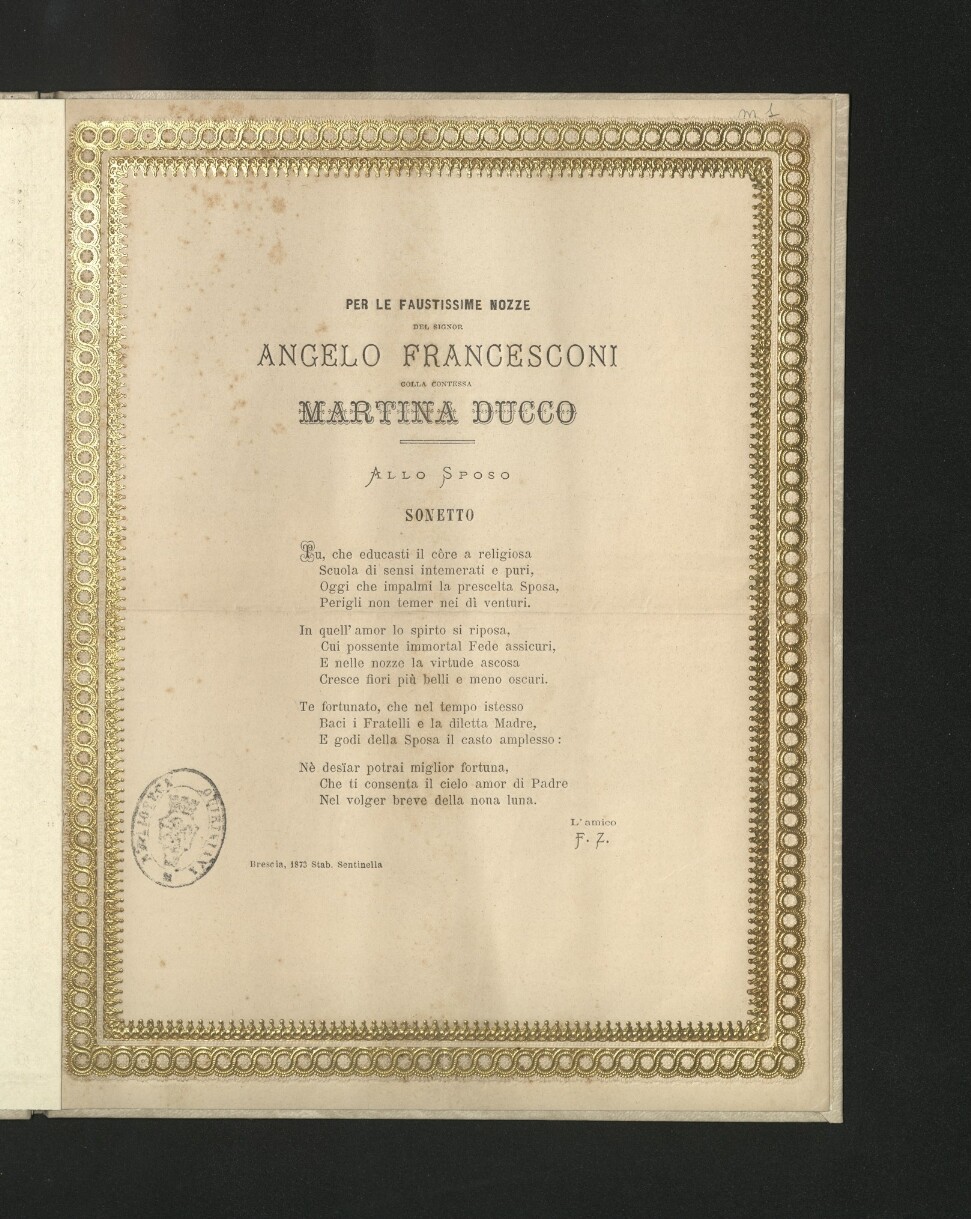 m 1
PER LE FAUSTISSIME NOZZE
DEL SIGNOR
ANGELO FRANCESCONI
COLLA CONTESSA
MARTINA DUCCO
ALLO SPOSO
SONETTO
Tu, che educasti il côre a religiosa
Scuola di sensi intemerati e puri,
Oggi che impalmi la prescelta Sposa,
Perigli non temer nei dì venturi.
In quell' amor lo spirto si riposa,
Cui possente immortal Fede assicuri,
E nelle nozze la virtude ascosa
Cresce fiori più belli e meno oscuri.
Te fortunato, che nel tempo istesso
Baci i Fratelli e la diletta Madre,
E godi della Sposa il casto amplesso:
Nè desïar potrai miglior fortuna,
Che ti consenta il cielo amor di Padre
Nel volger breve della nona luna.
L' amico
F. Z.
Brescia, 1873 Stab. Sentinella
QUIRINIANA